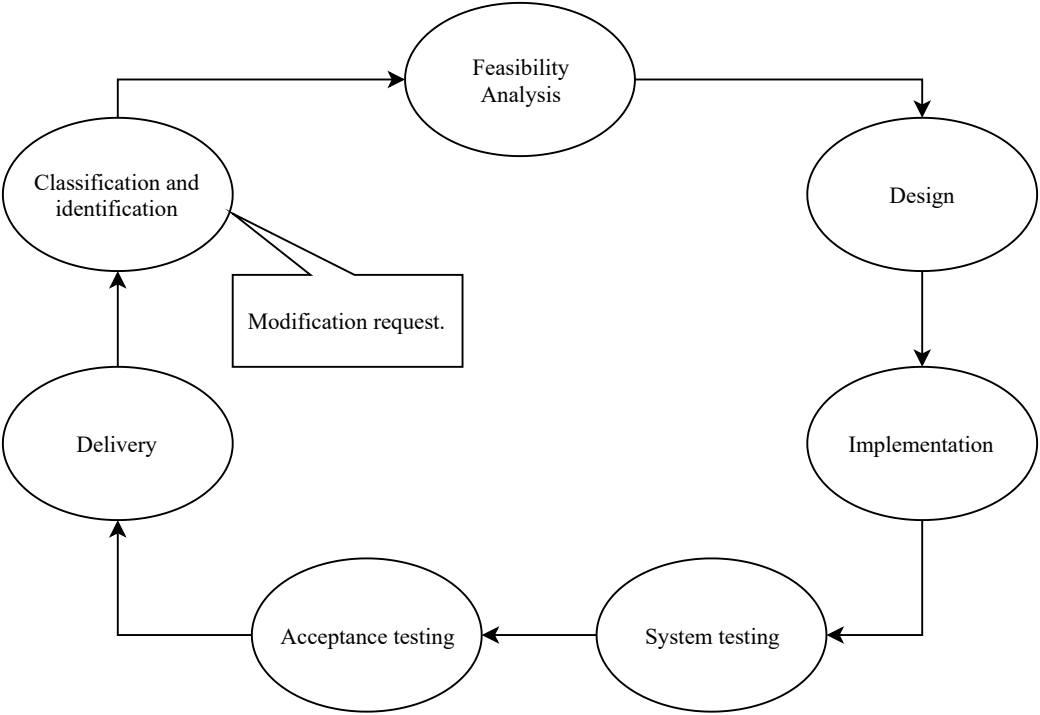 Feasibility
Analysis
Classification and
identification
Design
Modification request.
Delivery
Implementation
Acceptance testing
System testing